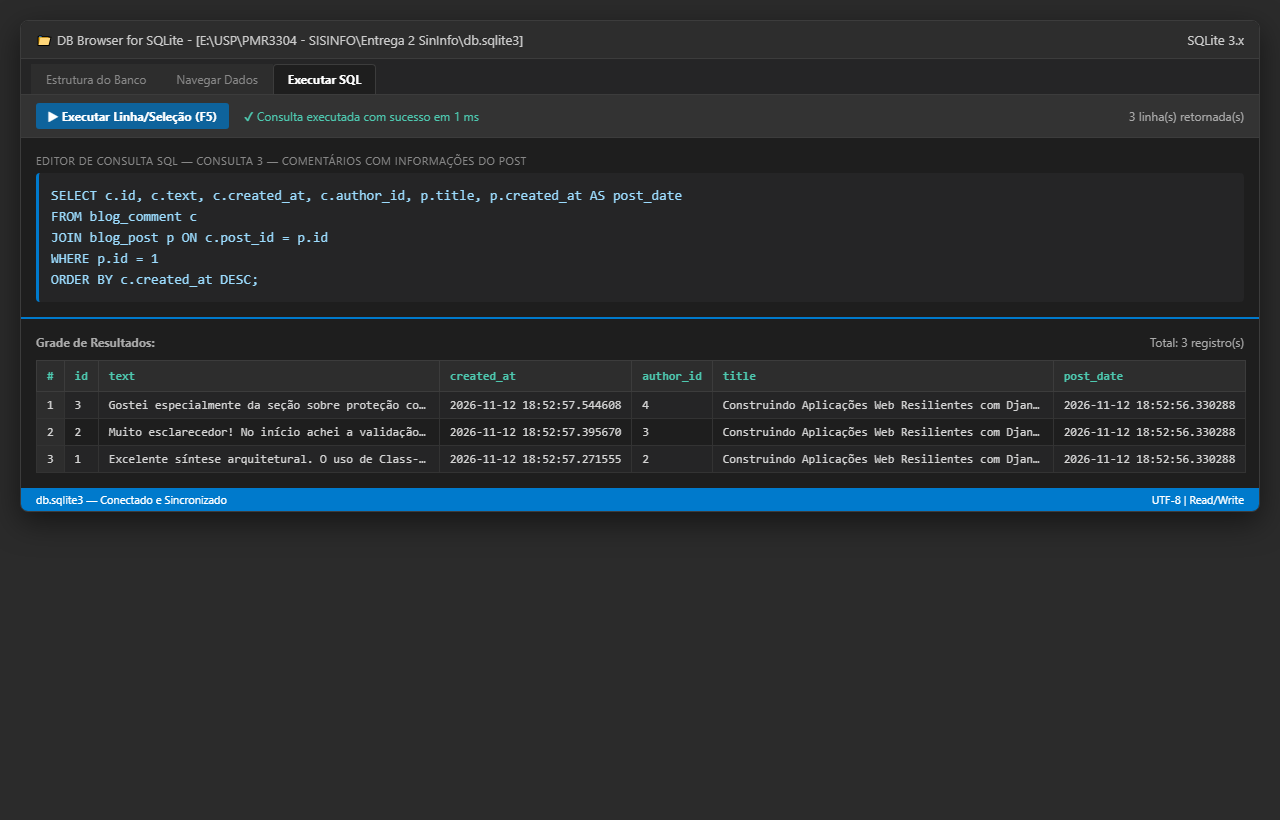 DB Browser for SQLite - [E:\USP\PMR3304 - SISINFO\Entrega 2 SinInfo\db.sqlite3] SQLite 3.x
Estrutura do Banco Navegar Dados Executar SQL
▶ Executar Linha/Seleção (F5) ✓ Consulta executada com sucesso em 1 ms 3 linha(s) retornada(s)
EDITOR DE CONSULTA SQL — CONSULTA 3 — COMENTÁRIOS COM INFORMAÇÕES DO POST
SELECT c.id, c.text, c.created_at, c.author_id, p.title, p.created_at AS post_date
FROM blog_comment c
JOIN blog_post p ON c.post_id = p.id
WHERE p.id = 1
ORDER BY c.created_at DESC;
Grade de Resultados: Total: 3 registro(s)
# id text created_at author_id title post_date
1 3 Gostei especialmente da seção sobre proteção co… 2026-11-12 18:52:57.544608 4 Construindo Aplicações Web Resilientes com Djan… 2026-11-12 18:52:56.330288
2 2 Muito esclarecedor! No início achei a validação… 2026-11-12 18:52:57.395670 3 Construindo Aplicações Web Resilientes com Djan… 2026-11-12 18:52:56.330288
3 1 Excelente síntese arquitetural. O uso de Class-… 2026-11-12 18:52:57.271555 2 Construindo Aplicações Web Resilientes com Djan… 2026-11-12 18:52:56.330288
db.sqlite3 — Conectado e Sincronizado UTF-8 | Read/Write